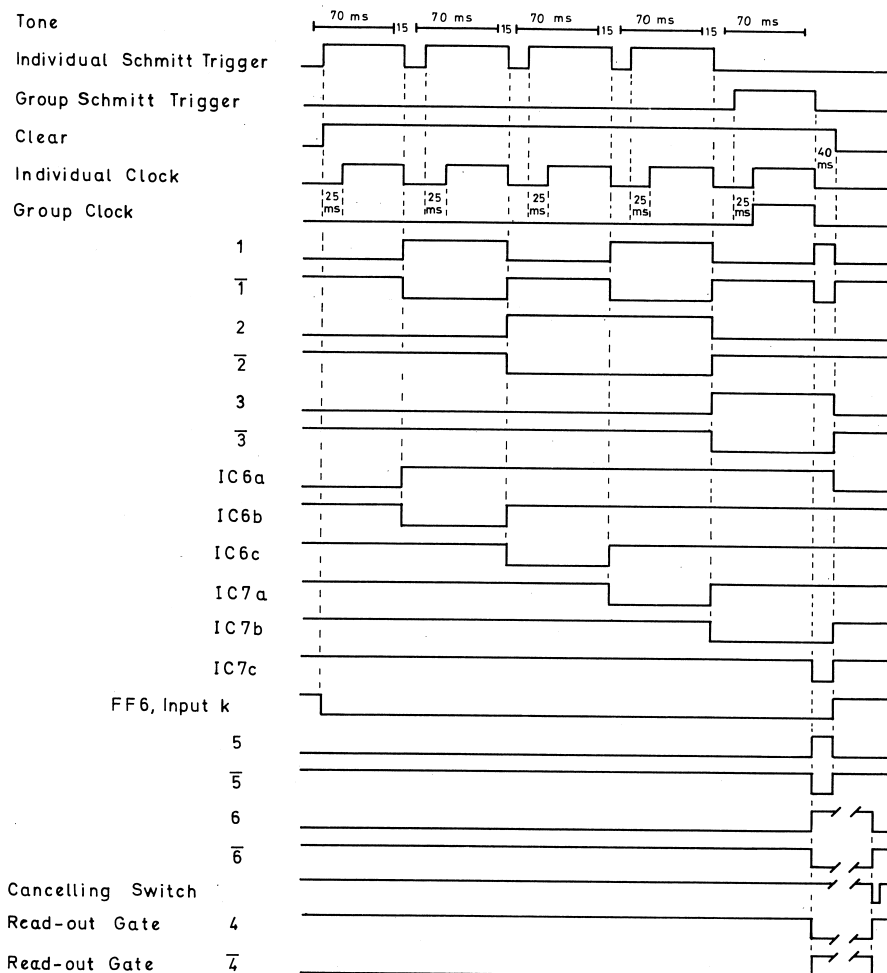 Tone 70 ms 15 70 ms 15 70 ms 15 70 ms 15 70 ms
Individual Schmitt Trigger
Group Schmitt Trigger
Clear
40 ms
Individual Clock
25 ms 25 ms 25 ms 25 ms 25 ms
Group Clock
1
1̅
2
2̅
3
3̅
IC6a
IC6b
IC6c
IC7a
IC7b
IC7c
FF6, Input k
5
5̅
6
6̅
Cancelling Switch
Read-out Gate 4
Read-out Gate 4̅